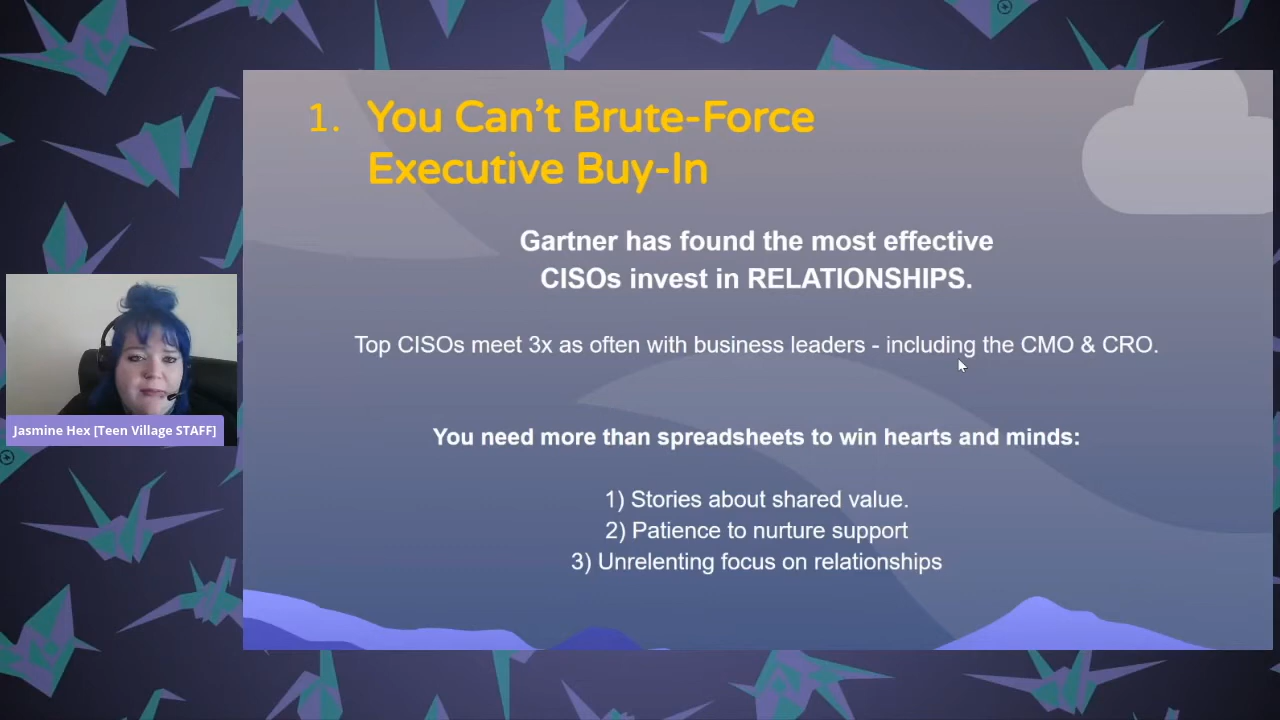 1. You Can't Brute-Force
Executive Buy-In
Gartner has found the most effective
CISOs invest in RELATIONSHIPS.
Top CISOs meet 3x as often with business leaders - including the CMO & CRO.
You need more than spreadsheets to win hearts and minds:
1) Stories about shared value.
2) Patience to nurture support
3) Unrelenting focus on relationships
Jasmine Hex [Teen Village STAFF]